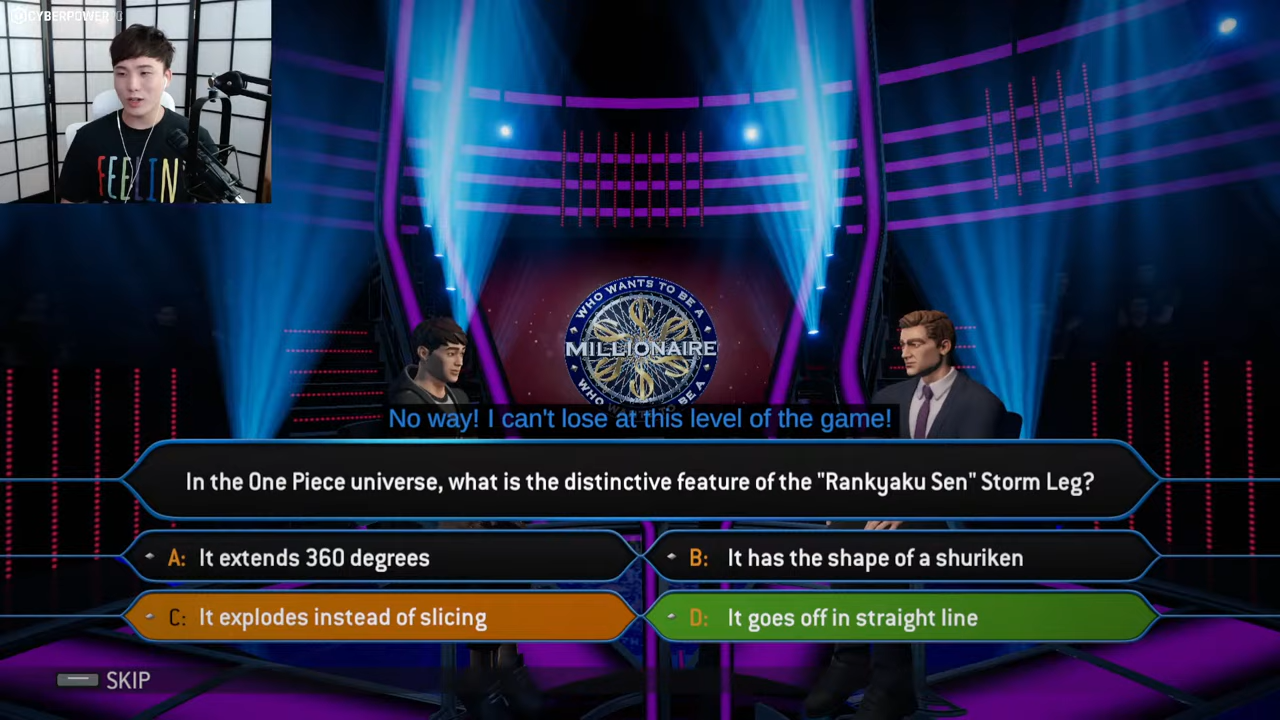 CYBERPOWER
FEELIN
WHO WANTS TO BE A
MILLIONAIRE
No way! I can't lose at this level of the game!
In the One Piece universe, what is the distinctive feature of the "Rankyaku Sen" Storm Leg?
A: It extends 360 degrees
B: It has the shape of a shuriken
C: It explodes instead of slicing
D: It goes off in straight line
SKIP